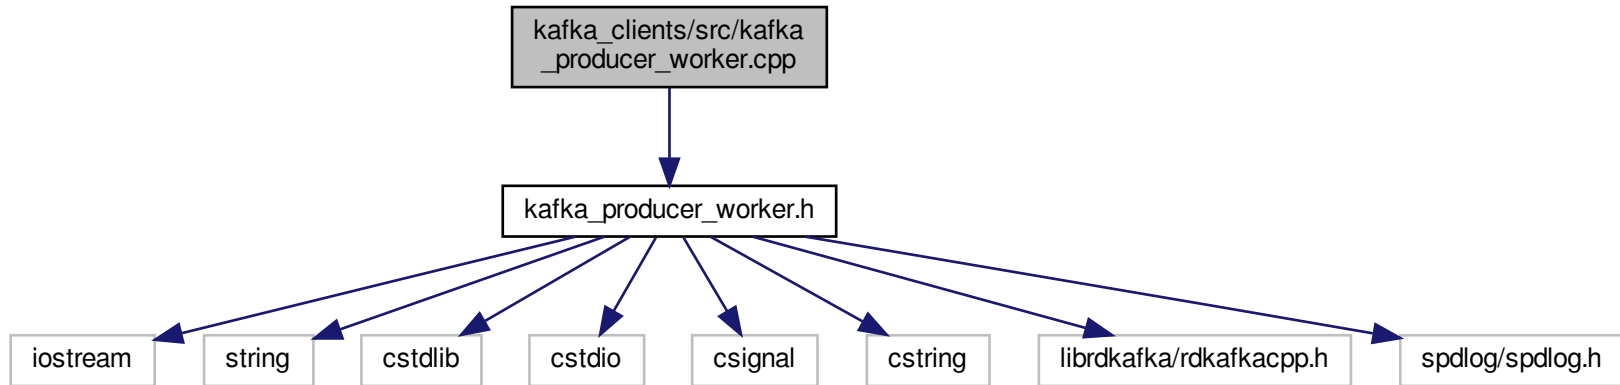 kafka_clients/src/kafka
_producer_worker.cpp
kafka_producer_worker.h
iostream
string
cstdlib
cstdio
csignal
cstring
librdkafka/rdkafkacpp.h
spdlog/spdlog.h